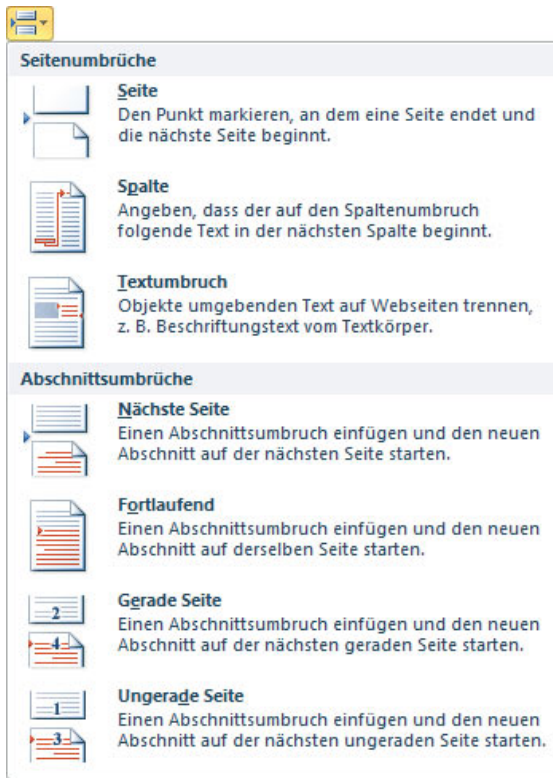 Seitenumbrüche
Seite
Den Punkt markieren, an dem eine Seite endet und
die nächste Seite beginnt.
Spalte
Angeben, dass der auf den Spaltenumbruch
folgende Text in der nächsten Spalte beginnt.
Textumbruch
Objekte umgebenden Text auf Webseiten trennen,
z. B. Beschriftungstext vom Textkörper.
Abschnittsumbrüche
Nächste Seite
Einen Abschnittsumbruch einfügen und den neuen
Abschnitt auf der nächsten Seite starten.
Fortlaufend
Einen Abschnittsumbruch einfügen und den neuen
Abschnitt auf derselben Seite starten.
2
4
Gerade Seite
Einen Abschnittsumbruch einfügen und den neuen
Abschnitt auf der nächsten geraden Seite starten.
1
3
Ungerade Seite
Einen Abschnittsumbruch einfügen und den neuen
Abschnitt auf der nächsten ungeraden Seite starten.